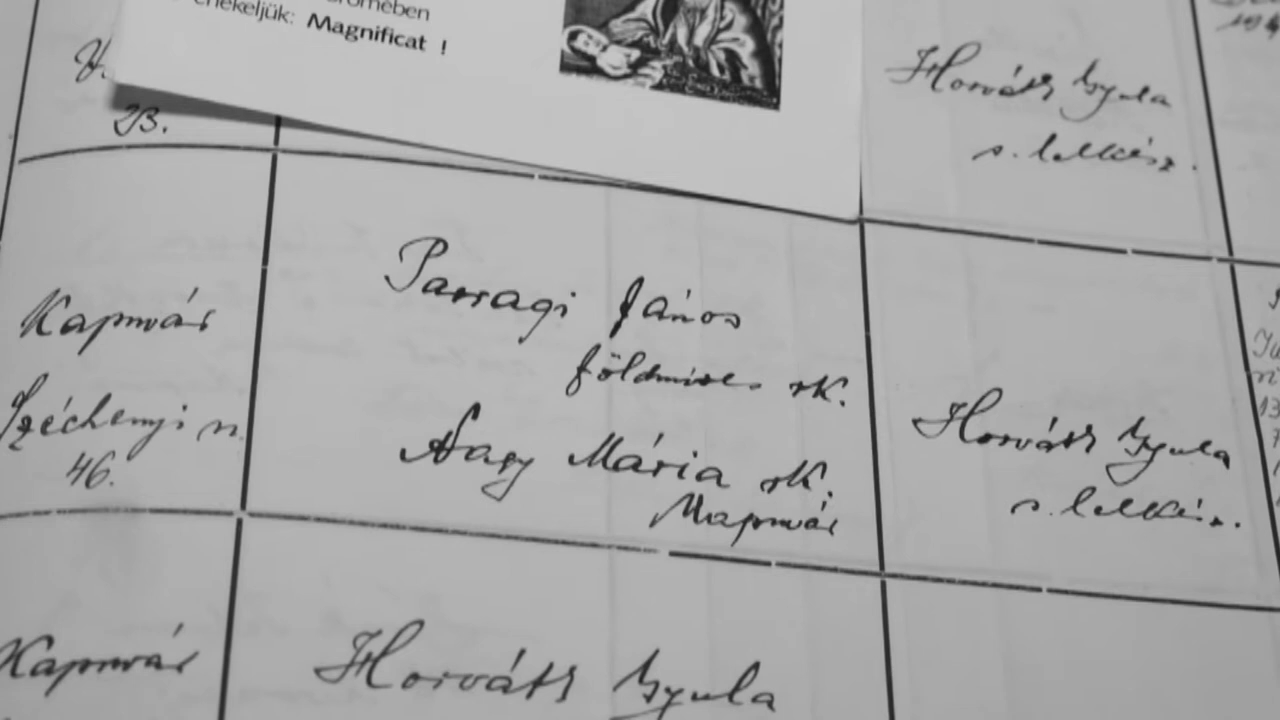 örömében
énekeljük: Magnificat !
23.
Horváth Gyula
s. lelkész.
Kapuvár
Széchenyi u.
46.
Parragi János
földmíves rk.
Nagy Mária rk.
Kapuvár
Horváth Gyula
s. lelkész.
Kapuvár
Horváth Gyula